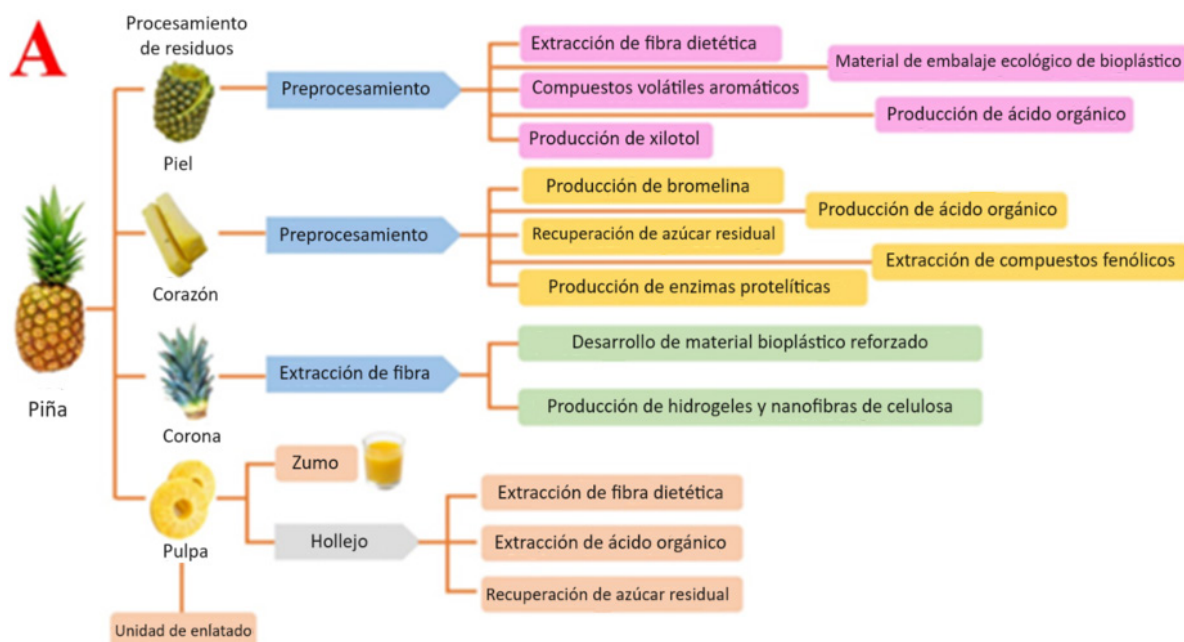 A
Procesamiento
de residuos
Piel
Preprocesamiento
Extracción de fibra dietética
Material de embalaje ecológico de bioplástico
Compuestos volátiles aromáticos
Producción de ácido orgánico
Producción de xilotol
Piña
Corazón
Preprocesamiento
Producción de bromelina
Producción de ácido orgánico
Recuperación de azúcar residual
Extracción de compuestos fenólicos
Producción de enzimas protelíticas
Corona
Extracción de fibra
Desarrollo de material bioplástico reforzado
Producción de hidrogeles y nanofibras de celulosa
Pulpa
Zumo
Hollejo
Extracción de fibra dietética
Extracción de ácido orgánico
Recuperación de azúcar residual
Unidad de enlatado